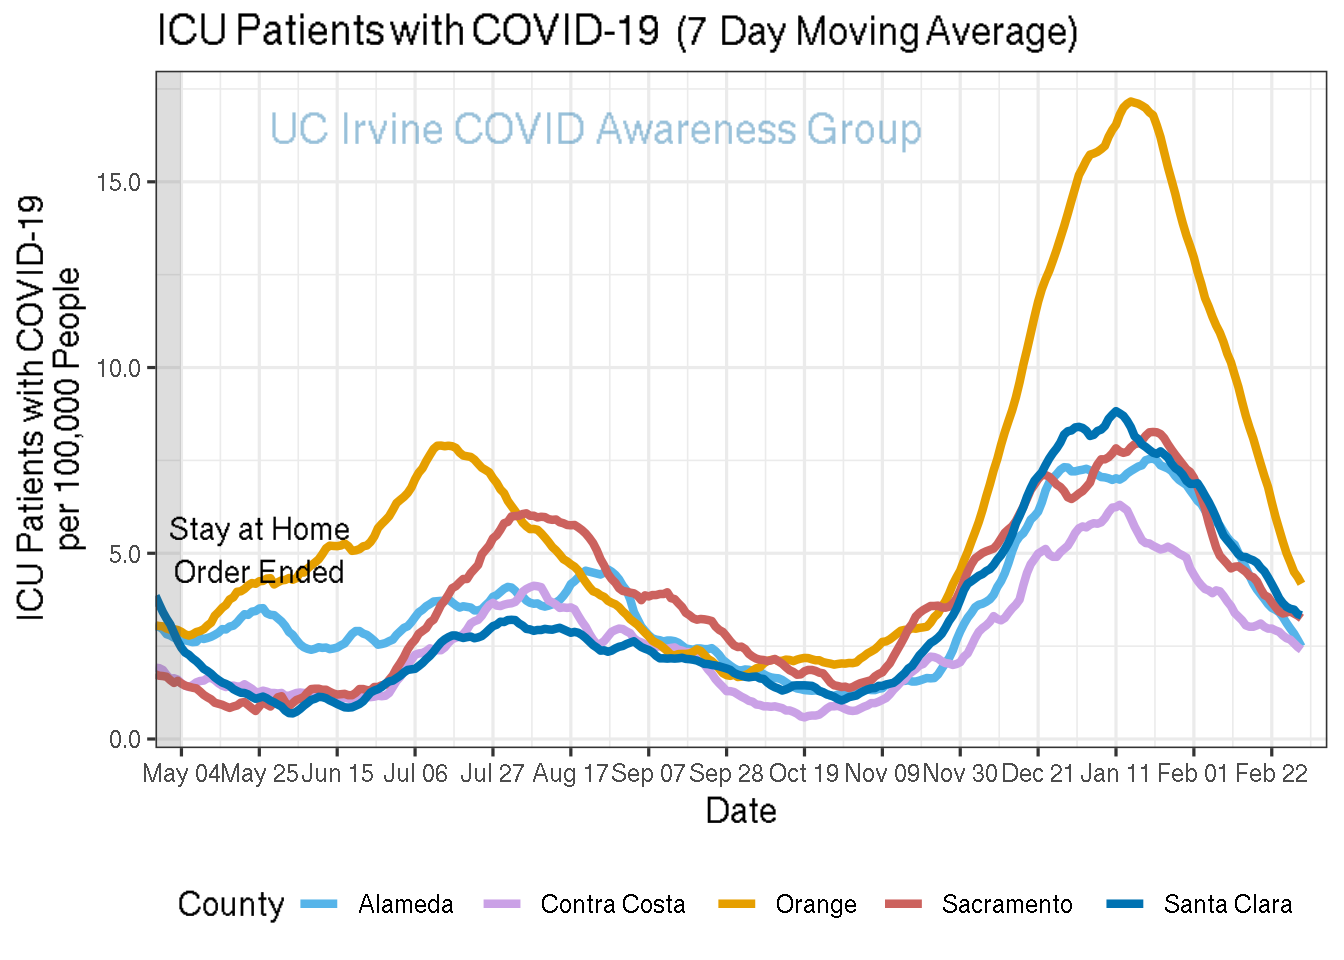 ICU Patients with COVID-19 (7 Day Moving Average)
UC Irvine COVID Awareness Group
ICU Patients with COVID-19
per 100,000 People
15.0
10.0
5.0
0.0
Stay at Home
Order Ended
May 04 May 25 Jun 15 Jul 06 Jul 27 Aug 17 Sep 07 Sep 28 Oct 19 Nov 09 Nov 30 Dec 21 Jan 11 Feb 01 Feb 22
Date
County Alameda Contra Costa Orange Sacramento Santa Clara